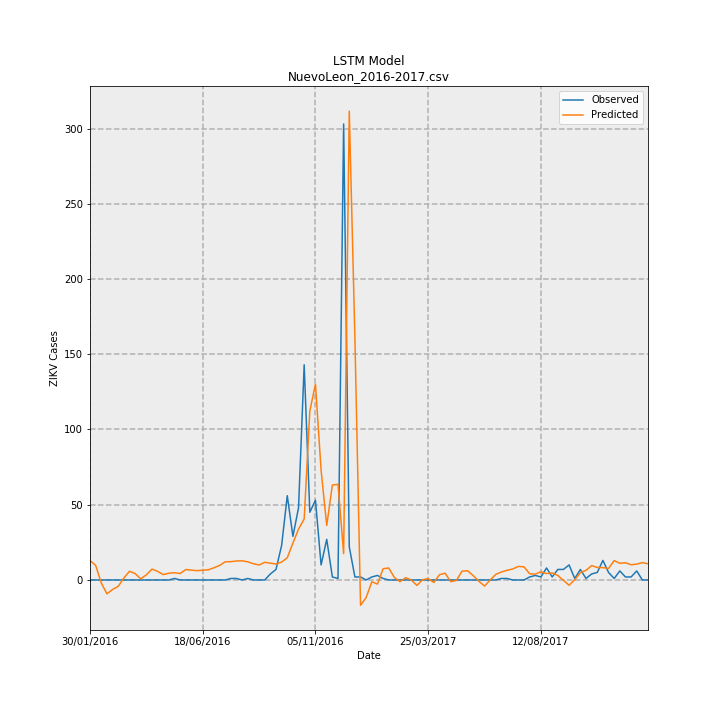 LSTM Model
NuevoLeon_2016-2017.csv
Observed
Predicted
300
250
200
150
100
50
0
ZIKV Cases
30/01/2016
18/06/2016
05/11/2016
25/03/2017
12/08/2017
Date